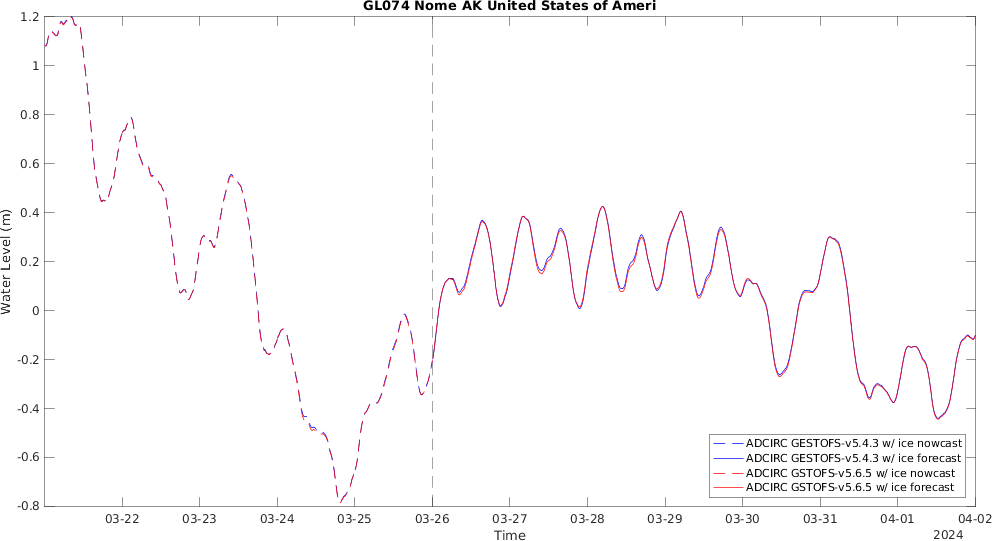 GL074 Nome AK United States of Ameri
Water Level (m)
1.2
1
0.8
0.6
0.4
0.2
0
-0.2
-0.4
-0.6
-0.8
ADCIRC GESTOFS-v5.4.3 w/ ice nowcast
ADCIRC GESTOFS-v5.4.3 w/ ice forecast
ADCIRC GSTOFS-v5.6.5 w/ ice nowcast
ADCIRC GSTOFS-v5.6.5 w/ ice forecast
03-22 03-23 03-24 03-25 03-26 03-27 03-28 03-29 03-30 03-31 04-01 04-02
Time
2024